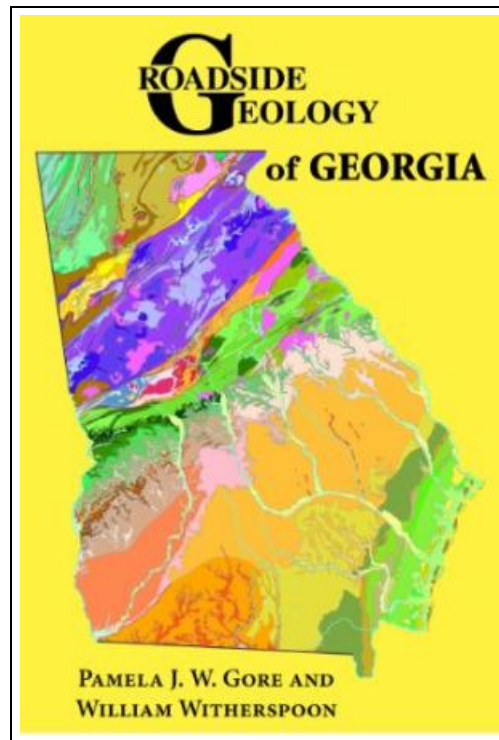 ROADSIDE
GEOLOGY
of GEORGIA
PAMELA J. W. GORE AND
WILLIAM WITHERSPOON